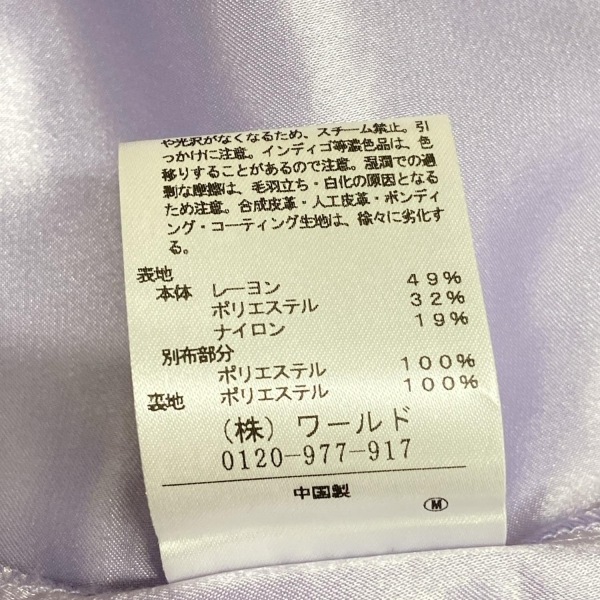 や光沢がなくなるため、スチーム禁止。引
っかけに注意。インディゴ等濃色品は、色
移りすることがあるので注意。湿潤での過
剰な摩擦は、毛羽立ち・白化の原因となる
ため注意。合成皮革・人工皮革・ボンディ
ング・コーティング生地は、徐々に劣化す
る。
表地
本体 レーヨン 49%
ポリエステル 32%
ナイロン 19%
別布部分
ポリエステル 100%
裏地 ポリエステル 100%
(株)ワールド
0120-977-917
中国製
M